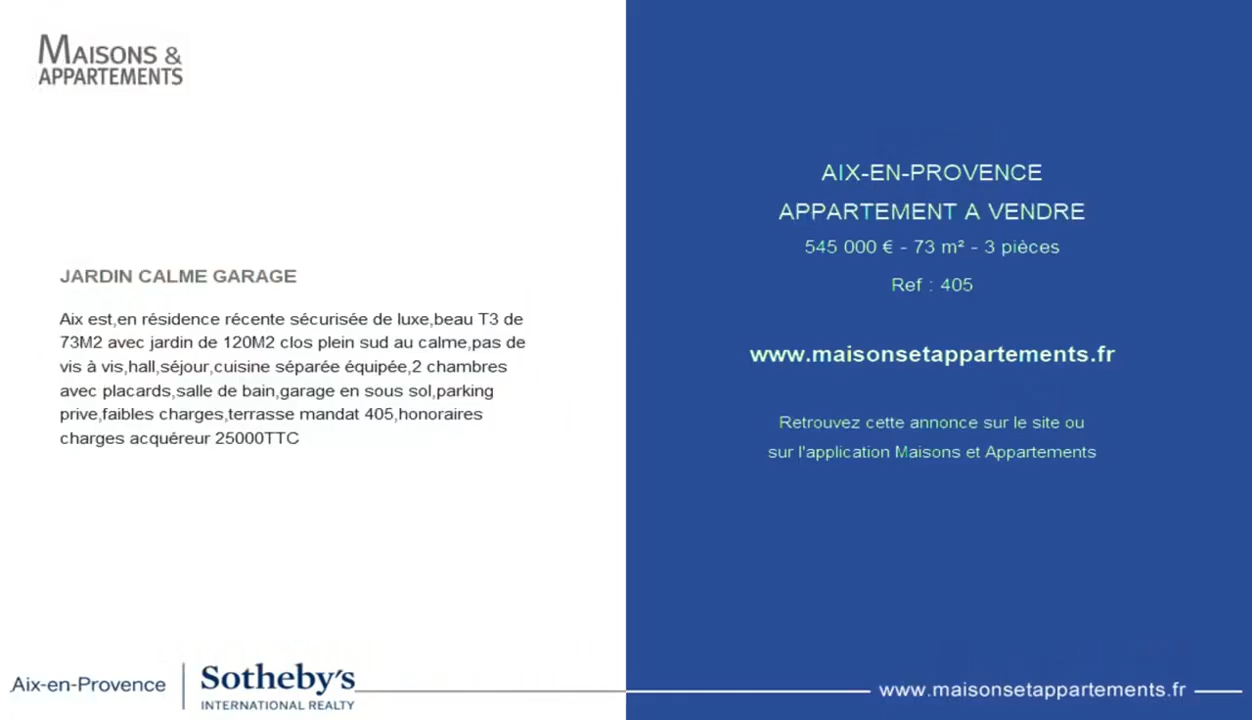 MAISONS &
APPARTEMENTS
JARDIN CALME GARAGE
Aix est,en résidence récente sécurisée de luxe,beau T3 de
73M2 avec jardin de 120M2 clos plein sud au calme,pas de
vis à vis,hall,séjour,cuisine séparée équipée,2 chambres
avec placards,salle de bain,garage en sous sol,parking
prive,faibles charges,terrasse mandat 405,honoraires
charges acquéreur 25000TTC
AIX-EN-PROVENCE
APPARTEMENT A VENDRE
545 000 € - 73 m² - 3 pièces
Ref : 405
www.maisonsetappartements.fr
Retrouvez cette annonce sur le site ou
sur l'application Maisons et Appartements
Aix-en-Provence
Sotheby's
INTERNATIONAL REALTY
www.maisonsetappartements.fr